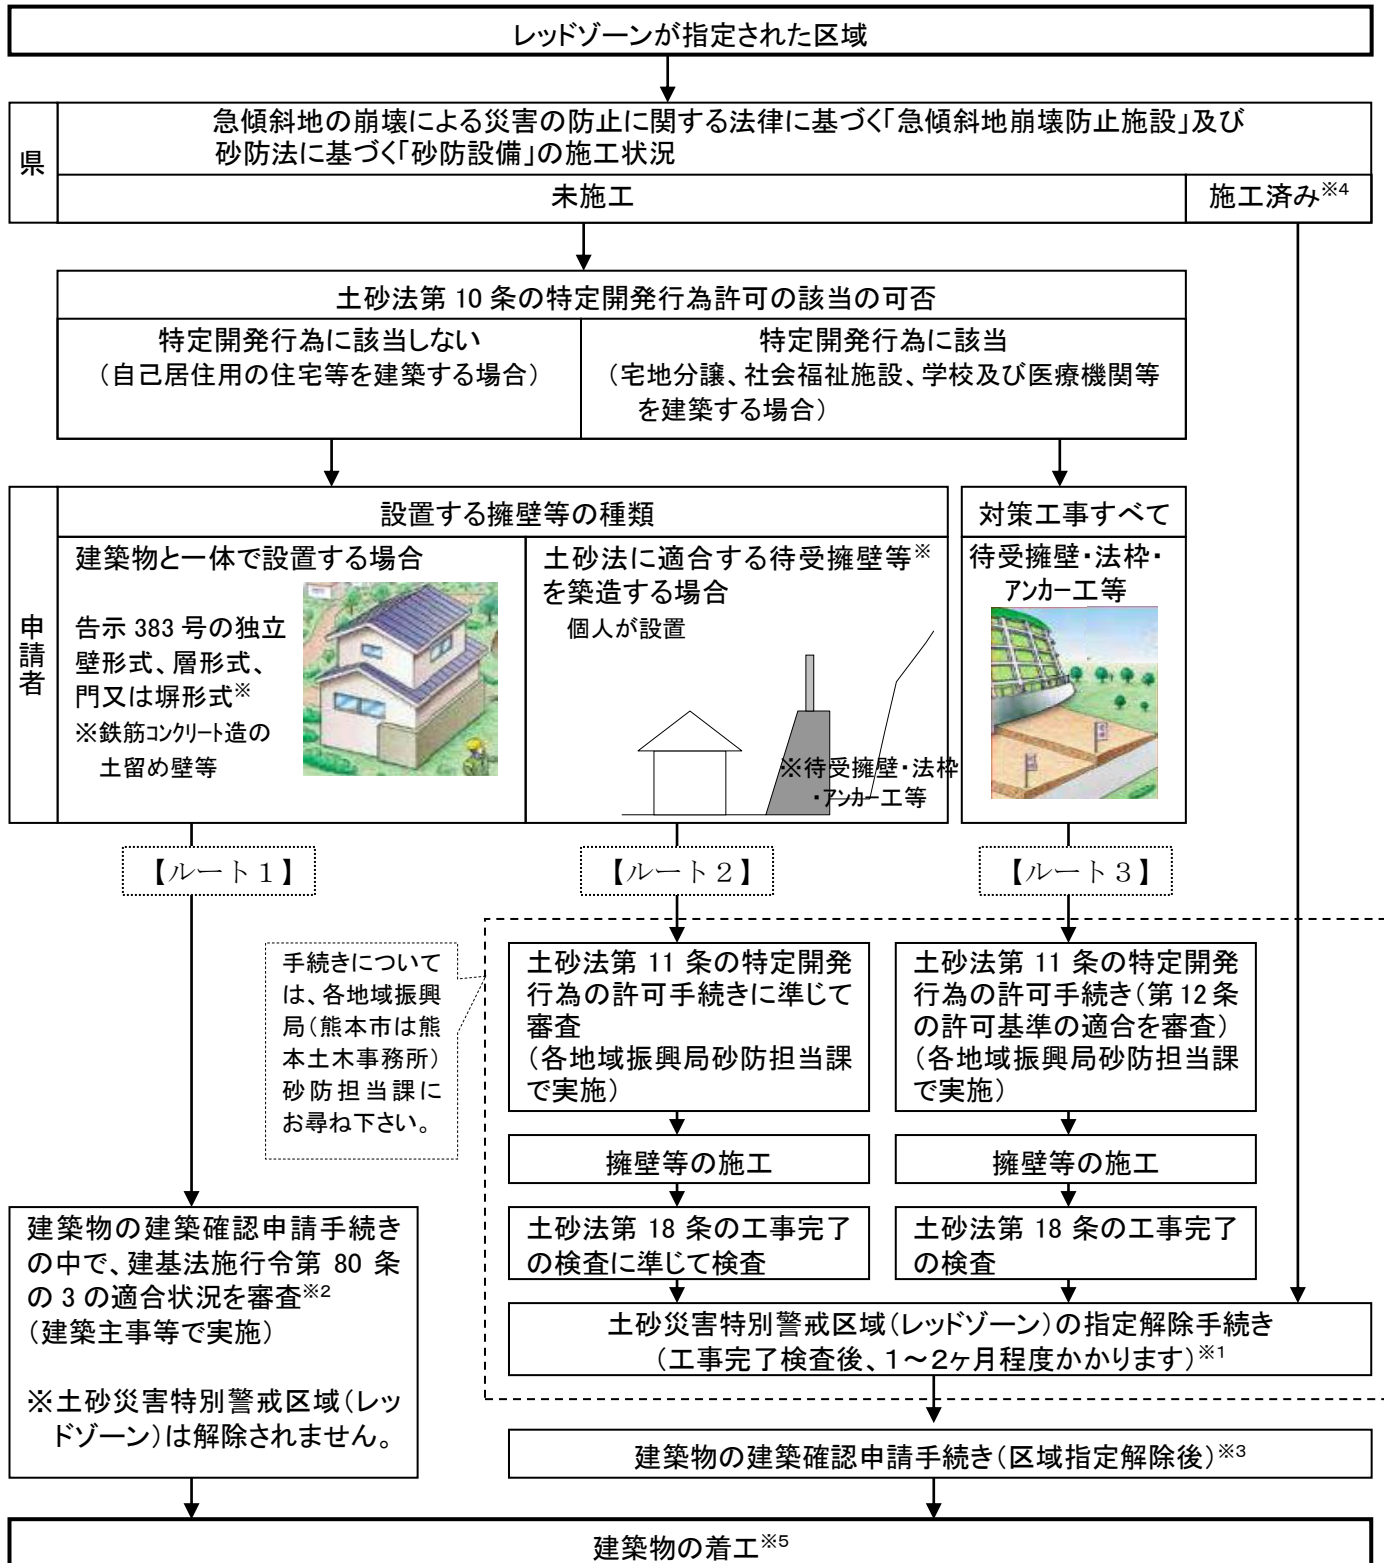 レッドゾーンが指定された区域
県
急傾斜地の崩壊による災害の防止に関する法律に基づく「急傾斜地崩壊防止施設」及び
砂防法に基づく「砂防設備」の施工状況
未施工
施工済み※4
土砂法第 10 条の特定開発行為許可の該当の可否
特定開発行為に該当しない
（自己居住用の住宅等を建築する場合）
特定開発行為に該当
（宅地分譲、社会福祉施設、学校及び医療機関等
を建築する場合）
申請者
設置する擁壁等の種類
建築物と一体で設置する場合
告示 383 号の独立
壁形式、層形式、
門又は塀形式※
※鉄筋コンクリート造の
土留め壁等
土砂法に適合する待受擁壁等※
を築造する場合
個人が設置
※待受擁壁・法枠
・アンカー工等
対策工事すべて
待受擁壁・法枠・
アンカー工等
【ルート１】
【ルート２】
【ルート３】
手続きについて
は、各地域振興
局（熊本市は熊
本土木事務所）
砂防担当課に
お尋ね下さい。
土砂法第 11 条の特定開発
行為の許可手続きに準じて
審査
（各地域振興局砂防担当課
で実施）
擁壁等の施工
土砂法第 18 条の工事完了
の検査に準じて検査
土砂法第 11 条の特定開発
行為の許可手続き（第 12 条
の許可基準の適合を審査）
（各地域振興局砂防担当課
で実施）
擁壁等の施工
土砂法第 18 条の工事完了
の検査
建築物の建築確認申請手続き
の中で、建基法施行令第 80 条
の 3 の適合状況を審査※2
（建築主事等で実施）
※土砂災害特別警戒区域（レッ
ドゾーン）は解除されません。
土砂災害特別警戒区域（レッドゾーン）の指定解除手続き
（工事完了検査後、１～２ヶ月程度かかります）※1
建築物の建築確認申請手続き（区域指定解除後）※3
建築物の着工※5